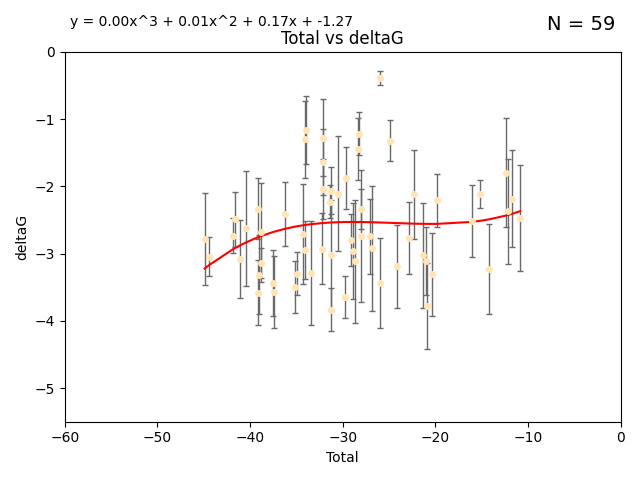 y = 0.00x^3 + 0.01x^2 + 0.17x + -1.27
N = 59
Total vs deltaG
0
−1
−2
−3
−4
−5
deltaG
−60 −50 −40 −30 −20 −10 0
Total